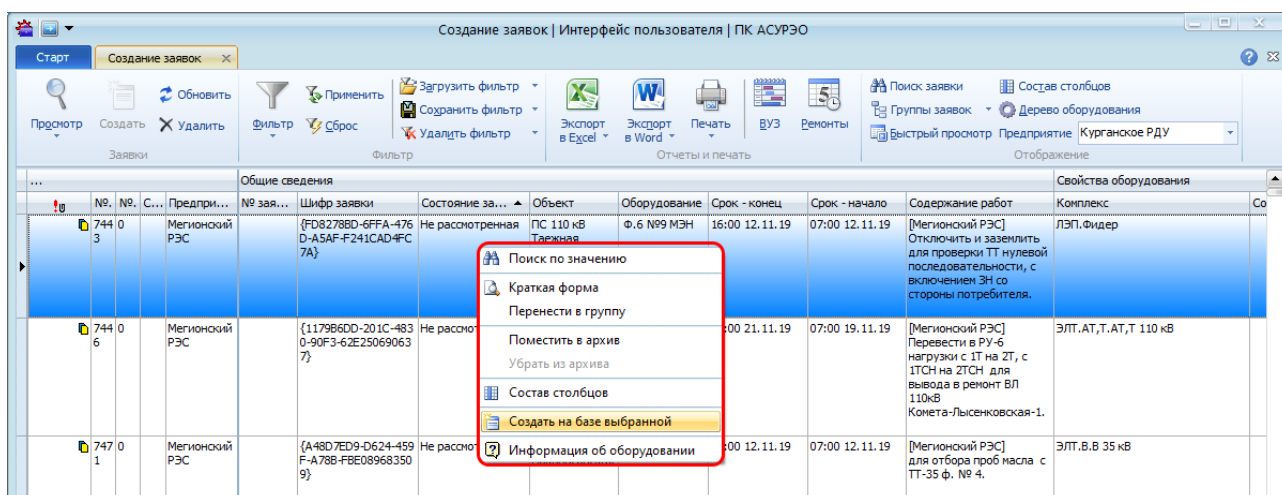 Создание заявок | Интерфейс пользователя | ПК АСУРЭО
Старт
Создание заявок
Просмотр
Создать
Обновить
Удалить
Заявки
Фильтр
Применить
Сброс
Загрузить фильтр
Сохранить фильтр
Удалить фильтр
Фильтр
Экспорт
в Excel
Экспорт
в Word
Печать
ВУЗ
Ремонты
Отчеты и печать
Поиск заявки
Состав столбцов
Группы заявок
Дерево оборудования
Быстрый просмотр
Предприятие
Курганское РДУ
Отображение
...
Общие сведения
Свойства оборудования
№. №. С... Предпри... № зая... Шифр заявки Состояние за... Объект Оборудование Срок - конец Срок - начало Содержание работ Комплекс Со
744
3
0
Мегионский
РЭС
{FD8278BD-6FFA-476
D-A5AF-F241CAD4FC
7A}
Не рассмотренная
ПС 110 кВ
Таежная
Ф.6 №99 МЭН
16:00 12.11.19
07:00 12.11.19
[Мегионский РЭС]
Отключить и заземлить
для проверки ТТ нулевой
последовательности, с
включением ЗН со
стороны потребителя.
ЛЭП.Фидер
744
6
0
Мегионский
РЭС
{1179B6DD-201C-483
0-90F3-62E25069063
7}
Не рассмот
:00 21.11.19
07:00 19.11.19
[Мегионский РЭС]
Перевести в РУ-6
нагрузки с 1Т на 2Т, с
1ТСН на 2ТСН для
вывода в ремонт ВЛ
110кВ
Комета-Лысенковская-1.
ЭЛТ.АТ,Т.АТ,Т 110 кВ
747
1
0
Мегионский
РЭС
{A48D7ED9-D624-459
F-A78B-FBE08968350
9}
Не рассмот
:00 12.11.19
07:00 12.11.19
[Мегионский РЭС]
для отбора проб масла с
ТТ-35 ф. № 4.
ЭЛТ.В.В 35 кВ
Поиск по значению
Краткая форма
Перенести в группу
Поместить в архив
Убрать из архива
Состав столбцов
Создать на базе выбранной
Информация об оборудовании